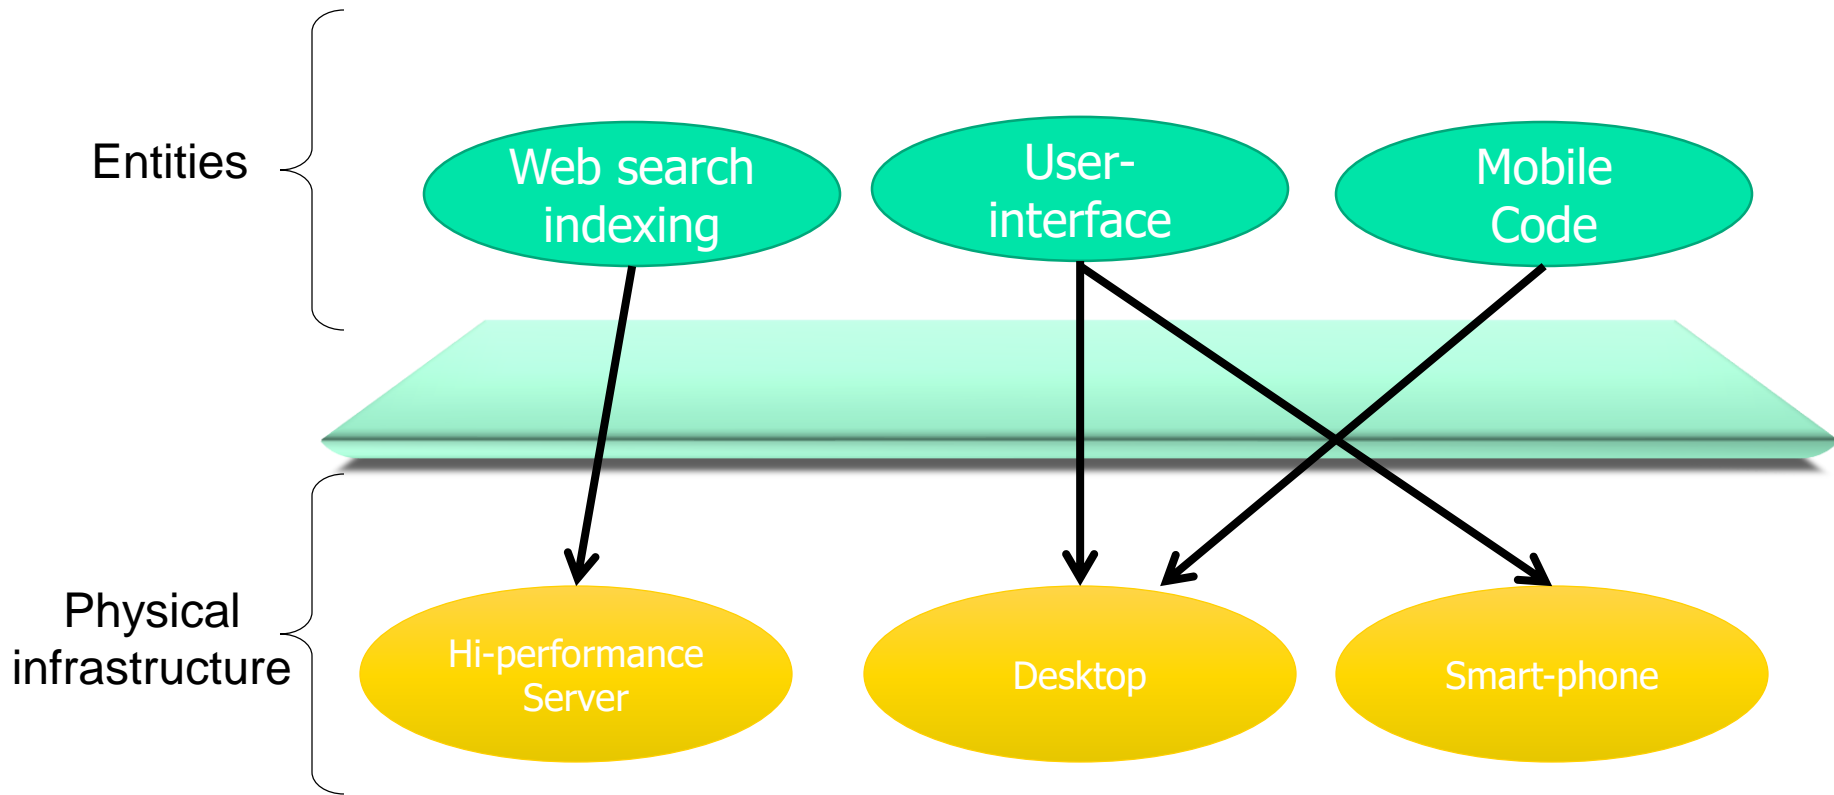 Entities
Web search
indexing
User-
interface
Mobile
Code
Physical
infrastructure
Hi-performance
Server
Desktop
Smart-phone